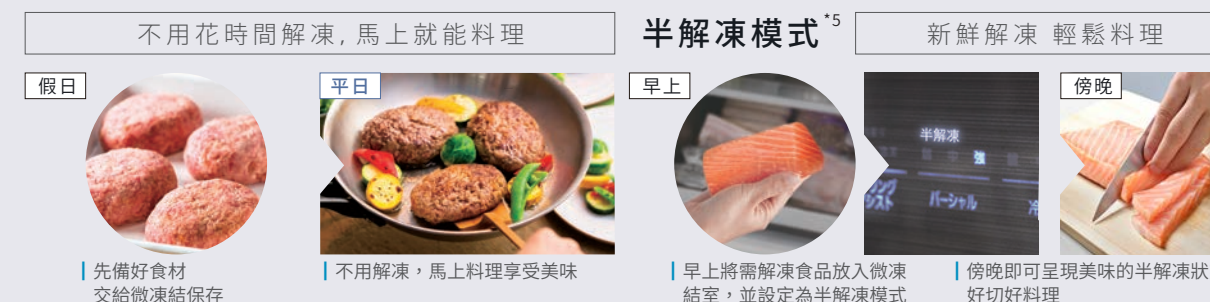 不用花時間解凍, 馬上就能料理
半解凍模式*5
新鮮解凍 輕鬆料理
假日
平日
早上
傍晚
半解凍
強
パーシャル
先備好食材
交給微凍結保存
不用解凍，馬上料理享受美味
早上將需解凍食品放入微凍
結室，並設定為半解凍模式
傍晚即可呈現美味的半解凍狀
好切好料理